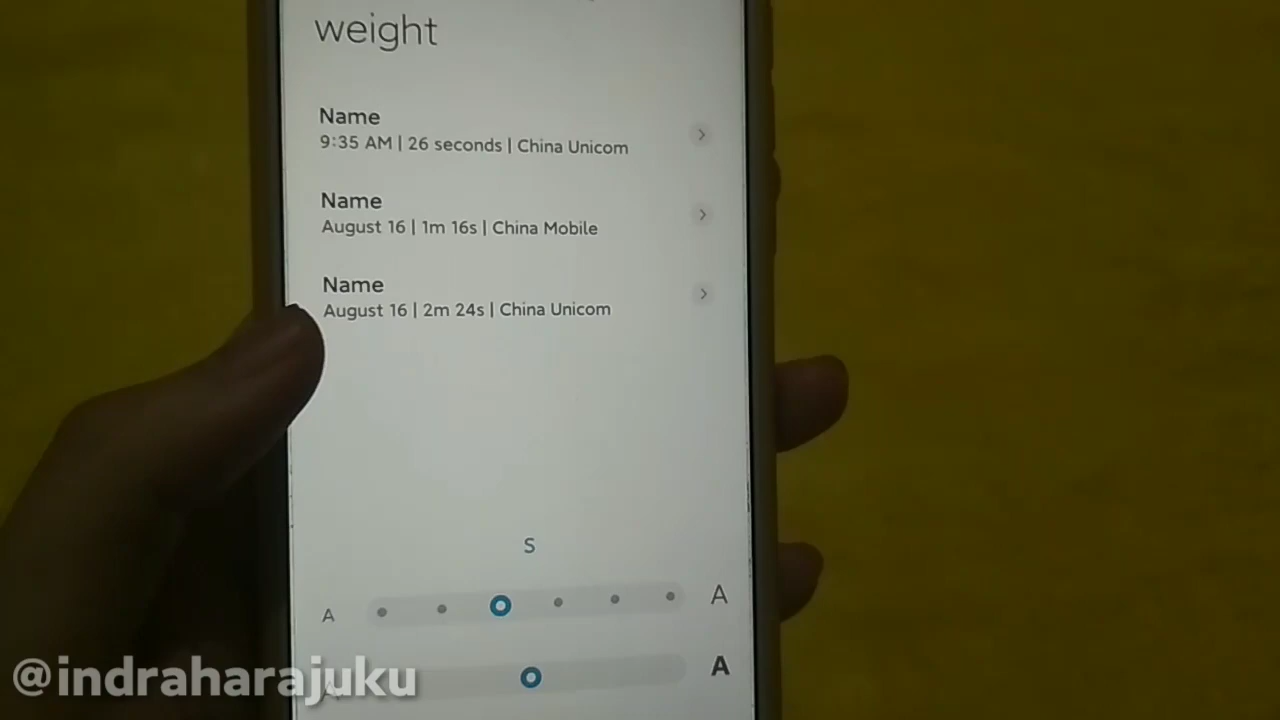 weight
Name
9:35 AM | 26 seconds | China Unicom
Name
August 16 | 1m 16s | China Mobile
Name
August 16 | 2m 24s | China Unicom
S
A A
A A
@indraharajuku